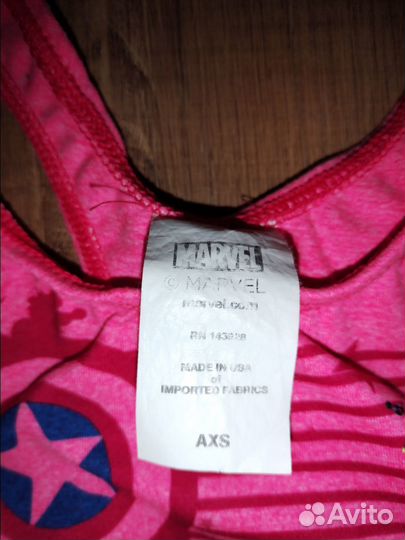 MARVEL
© MARVEL
marvel.com
MADE IN USA
of
IMPORTED FABRICS
AXS
Avito